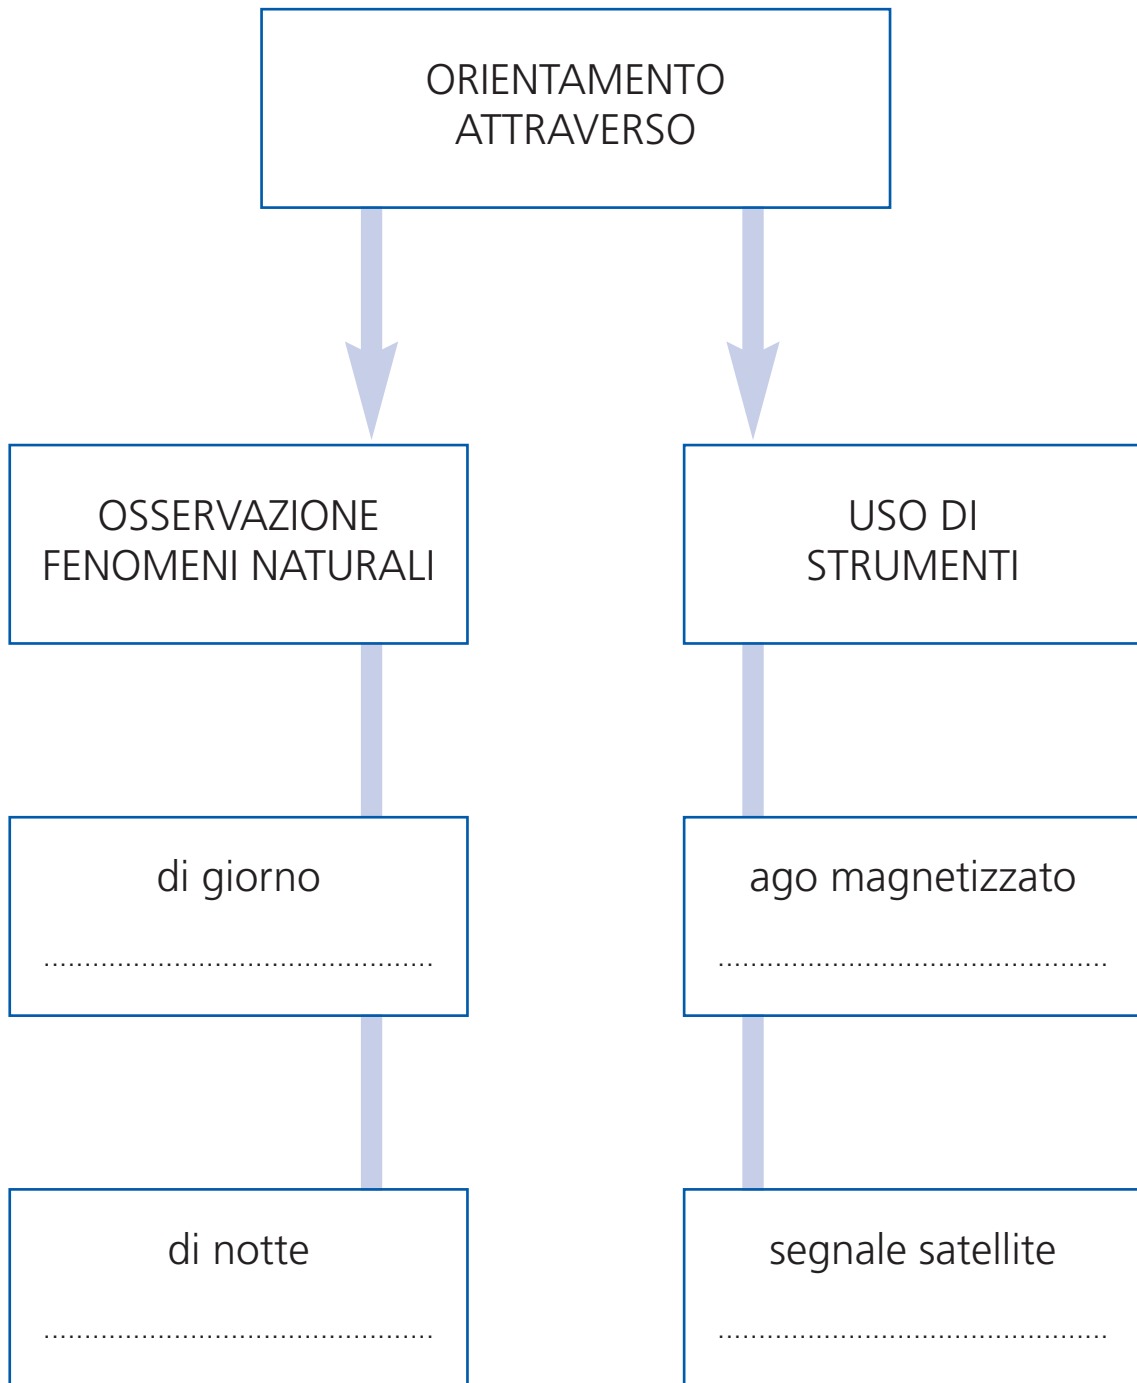 ORIENTAMENTO
ATTRAVERSO
OSSERVAZIONE
FENOMENI NATURALI
USO DI
STRUMENTI
di giorno
................................................
ago magnetizzato
................................................
di notte
................................................
segnale satellite
................................................